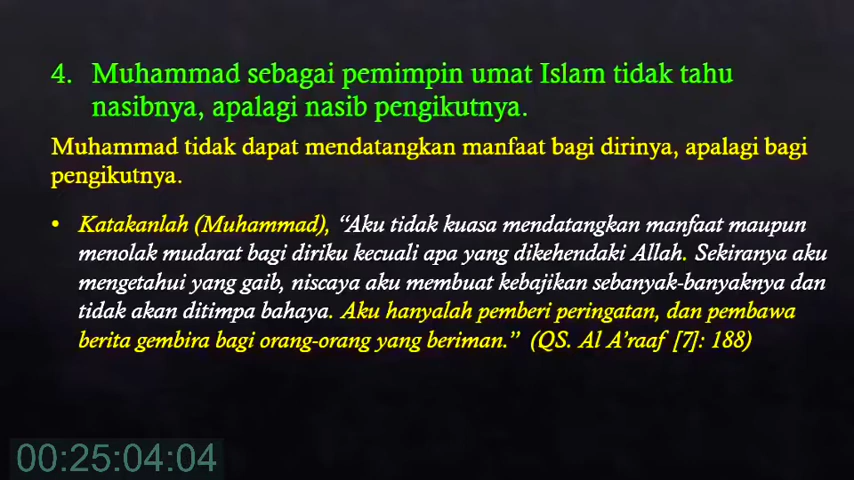 4. Muhammad sebagai pemimpin umat Islam tidak tahu
nasibnya, apalagi nasib pengikutnya.
Muhammad tidak dapat mendatangkan manfaat bagi dirinya, apalagi bagi
pengikutnya.
• Katakanlah (Muhammad), “Aku tidak kuasa mendatangkan manfaat maupun
menolak mudarat bagi diriku kecuali apa yang dikehendaki Allah. Sekiranya aku
mengetahui yang gaib, niscaya aku membuat kebajikan sebanyak-banyaknya dan
tidak akan ditimpa bahaya. Aku hanyalah pemberi peringatan, dan pembawa
berita gembira bagi orang-orang yang beriman.” (QS. Al A’raaf [7]: 188)
00:25:04:04